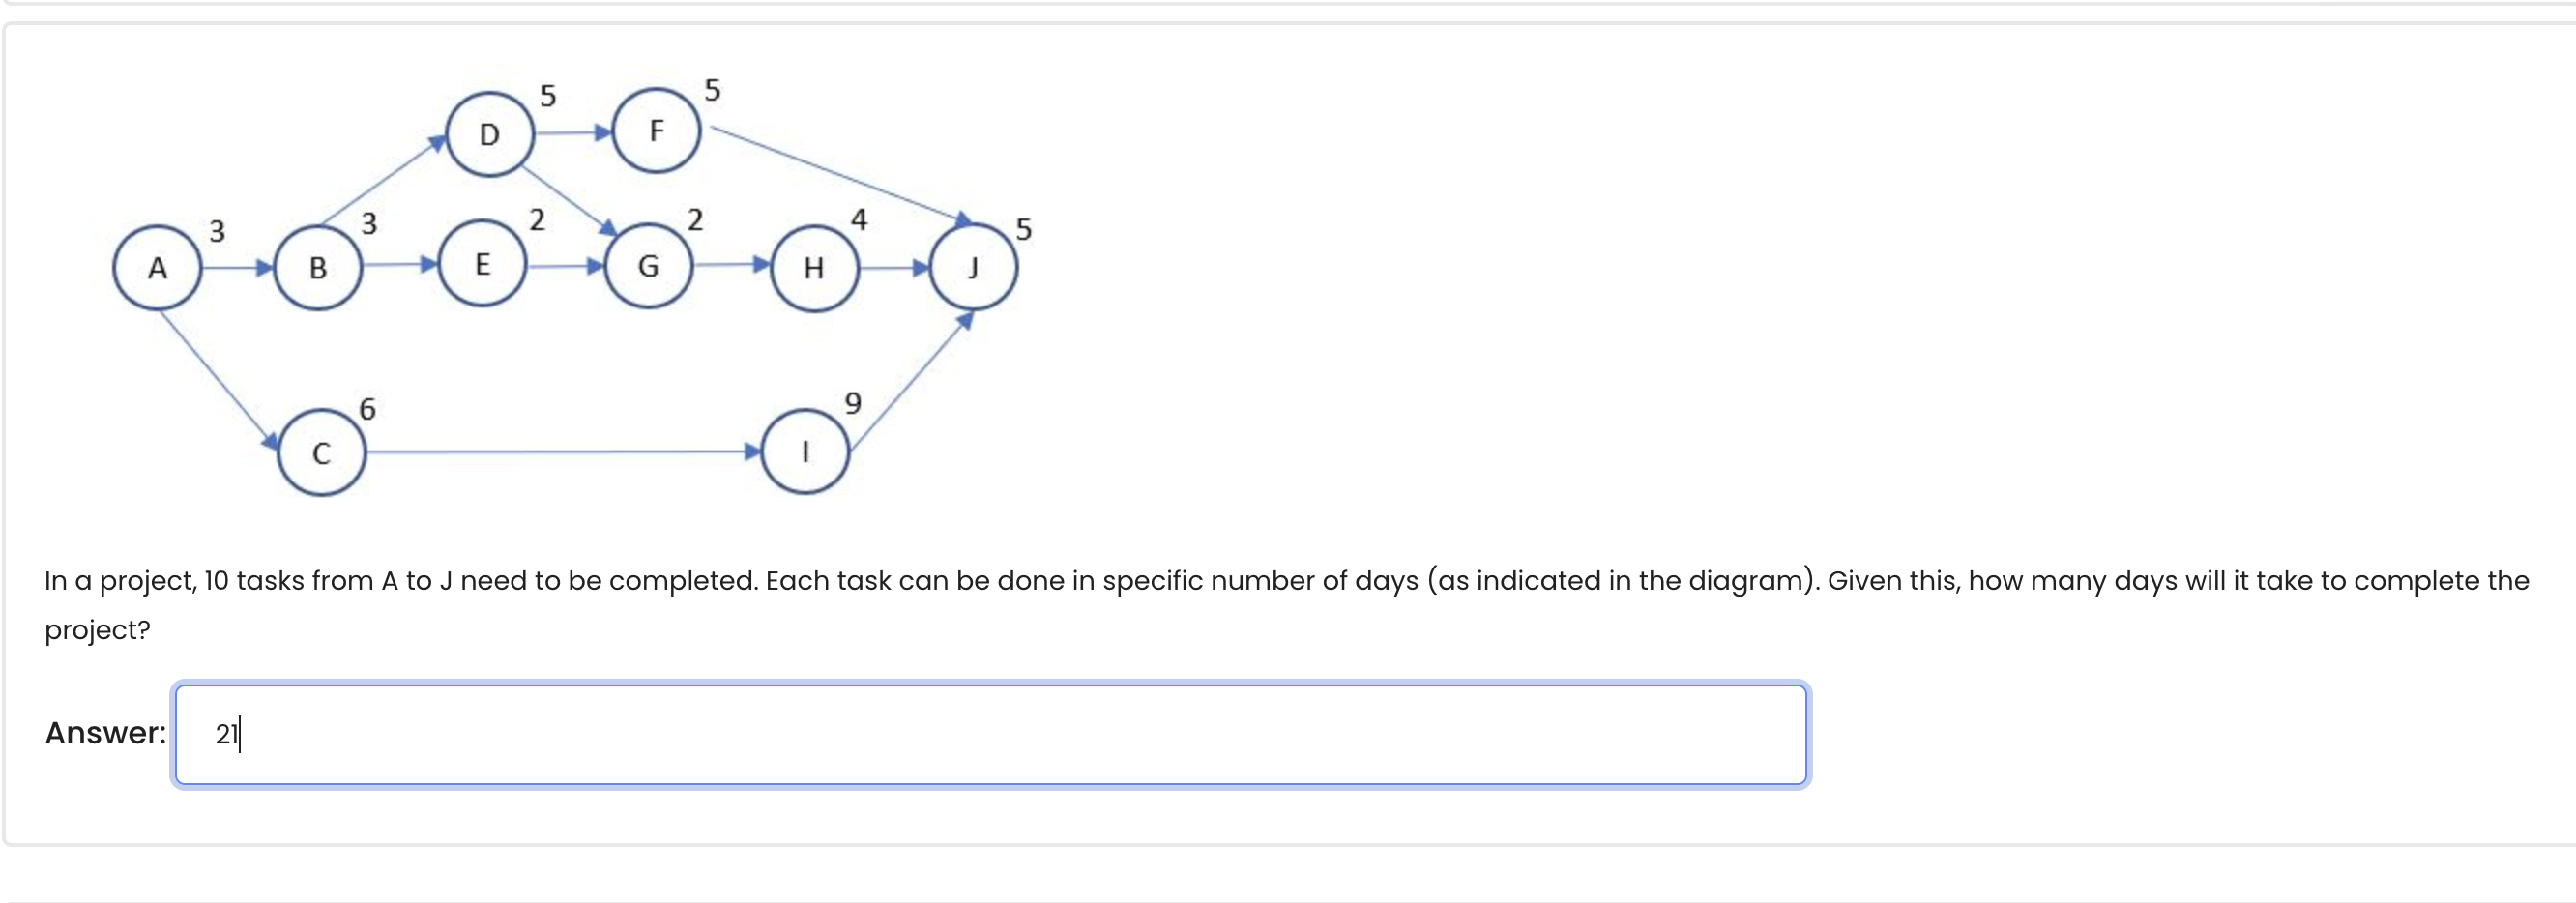 5
5
D
F
3
3
2
2
4
5
A
B
E
G
H
J
6
9
C
I
In a project, 10 tasks from A to J need to be completed. Each task can be done in specific number of days (as indicated in the diagram). Given this, how many days will it take to complete the
project?
Answer: 21